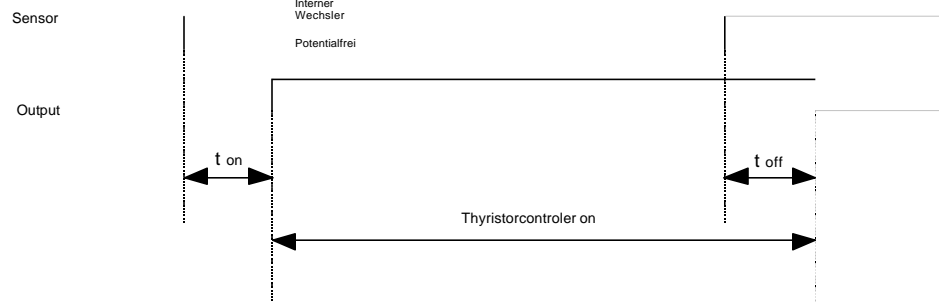 Interner
Wechsler
Sensor
Potentialfrei
Output
t on
t off
Thyristorcontroler on